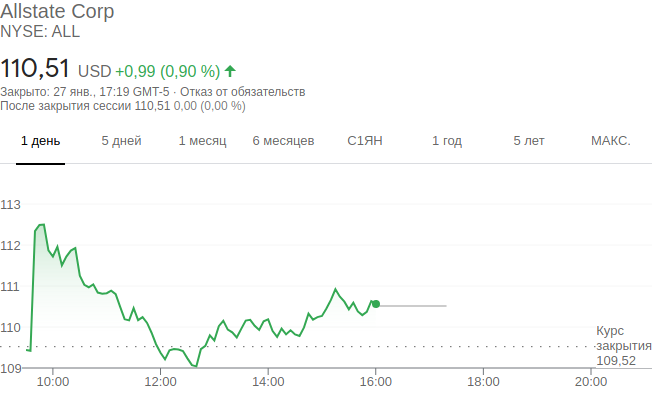 Allstate Corp
NYSE: ALL
110,51 USD +0,99 (0,90 %)
Закрыто: 27 янв., 17:19 GMT-5 · Отказ от обязательств
После закрытия сессии 110,51 0,00 (0,00 %)
1 день 5 дней 1 месяц 6 месяцев С1ЯН 1 год 5 лет МАКС.
113
112
111
110
Курс
закрытия
109,52
109
10:00 12:00 14:00 16:00 18:00 20:00